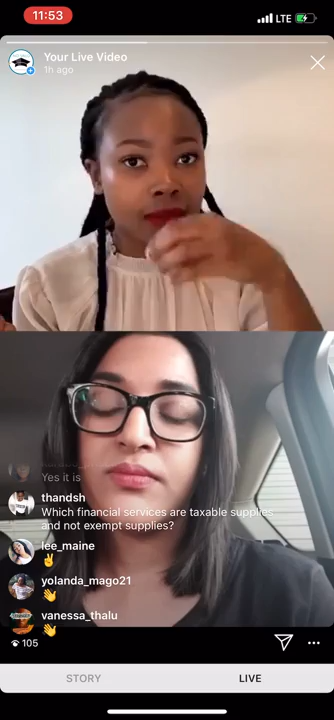 11:53
LTE
Your Live Video
1h ago
Yes it is
thandsh
Which financial services are taxable supplies
and not exempt supplies?
lee_maine
✌
yolanda_mago21
👋
vanessa_thalu
👋
105
STORY
LIVE